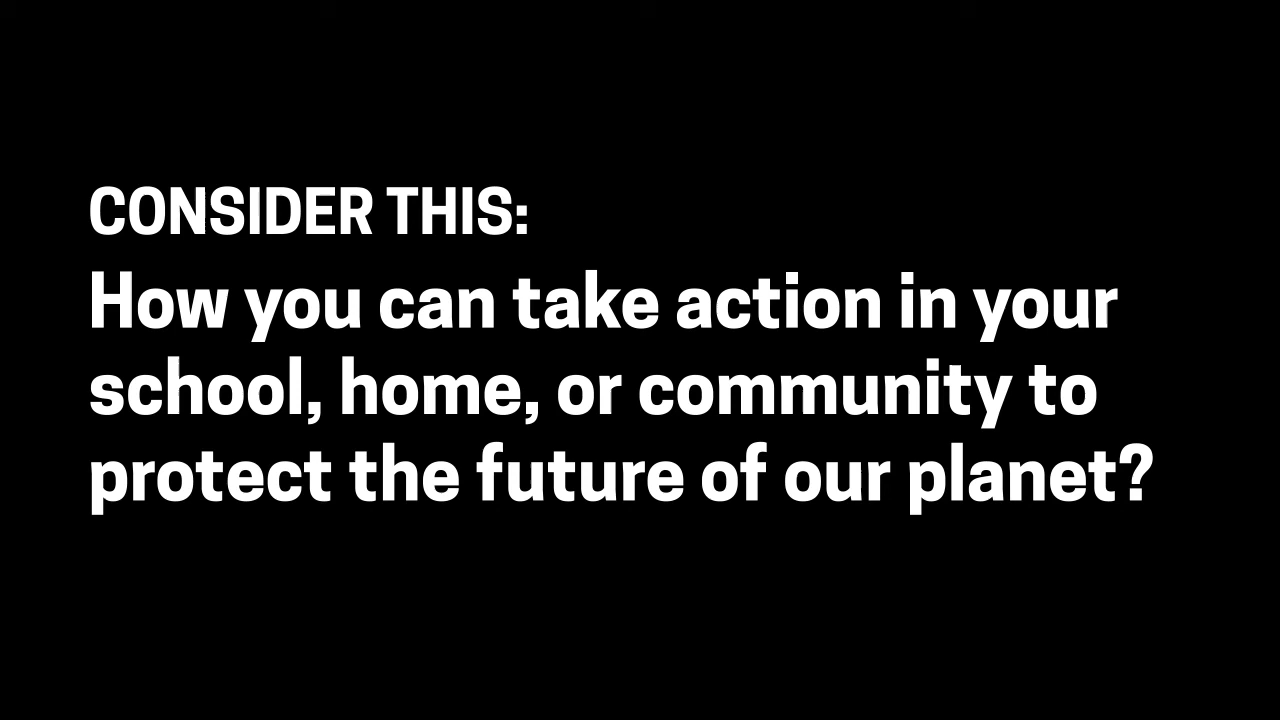 CONSIDER THIS:
How you can take action in your
school, home, or community to
protect the future of our planet?